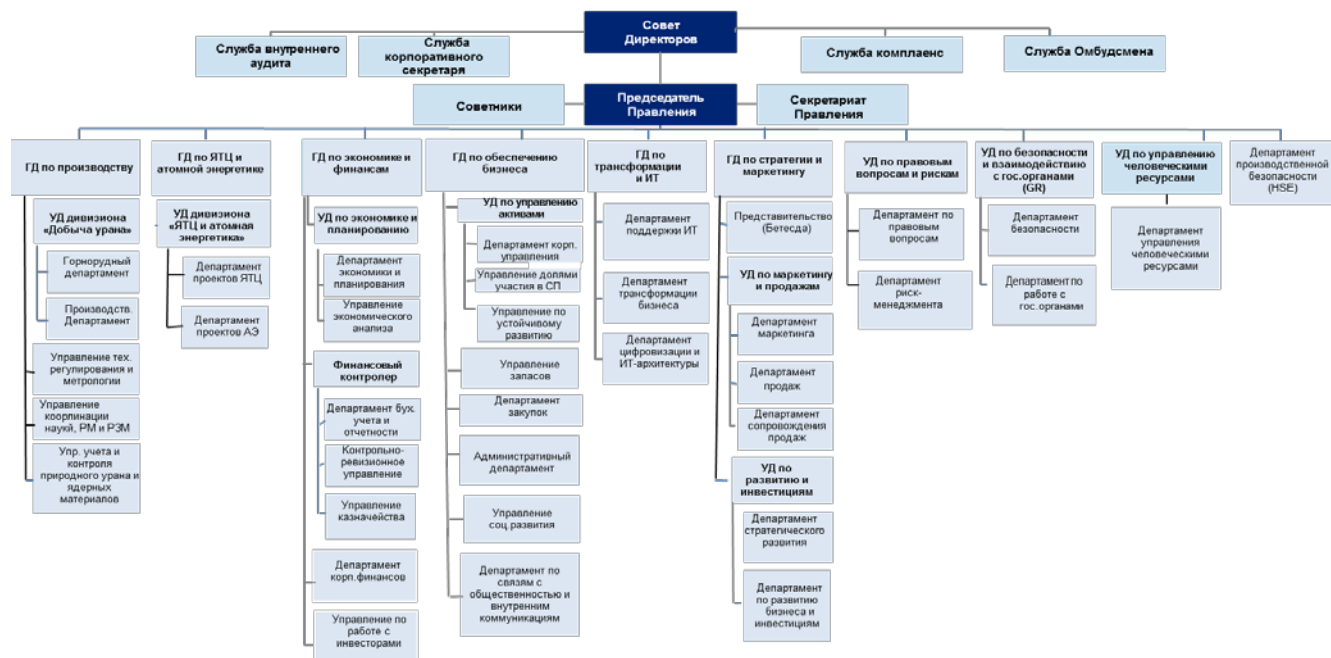 Совет
Директоров
Служба внутреннего
аудита
Служба
корпоративного
секретаря
Служба комплаенс
Служба Омбудсмена
Советники
Председатель
Правления
Секретариат
Правления
ГД по производству
УД дивизиона
«Добыча урана»
Горнорудный
департамент
Производств.
Департамент
Управление тех.
регулирования и
метрологии
Управление
коорпинации
наукй, РМ и РЗМ
Упр. учета и
контроля
природного урана и
ядерных
материалов
ГД по ЯТЦ и
атомной энергетике
УД дивизиона
«ЯТЦ и атомная
энергетика»
Департамент
проектов ЯТЦ
Департамент
проектов АЭ
ГД по экономике и
финансам
УД по экономике и
планированию
Департамент
экономики и
планирования
Управление
экономического
анализа
Финансовый
контролер
Департамент бух.
учета и
отчетности
Контрольно-
ревизионное
управление
Управление
казначейства
Департамент
корп.финансов
Управление по
работе с
инвесторами
ГД по обеспечению
бизнеса
УД по управлению
активами
Департамент корп.
управления
Управление долями
участия в СП
Управление по
устойчивому
развитию
Управление
запасов
Департамент
закупок
Административный
департамент
Управление
соц.развития
Департамент по
связям с
общественностью и
внутренним
коммуникациям
ГД по
трансформации
и ИТ
Департамент
поддержки ИТ
Департамент
трансформации
бизнеса
Департамент
цифровизации и
ИТ-архитектуры
ГД по стратегии и
маркетингу
Представительство
(Бетесда)
УД по маркетингу
и продажам
Департамент
маркетинга
Департамент
продаж
Департамент
сопровождения
продаж
УД по
развитию и
инвестициям
Департамент
стратегического
развития
Департамент
по развитию
бизнеса и
инвестициям
УД по правовым
вопросам и рискам
Департамент по
правовым
вопросам
Департамент
риск-
менеджмента
УД по безопасности
и взаимодействию
с гос.органами
(GR)
Департамент
безопасности
Департамент по
работе с
гос.органами
УД по управлению
человеческими
ресурсами
Департамент
управления
человеческими
ресурсами
Департамент
производственной
безопасности
(HSE)